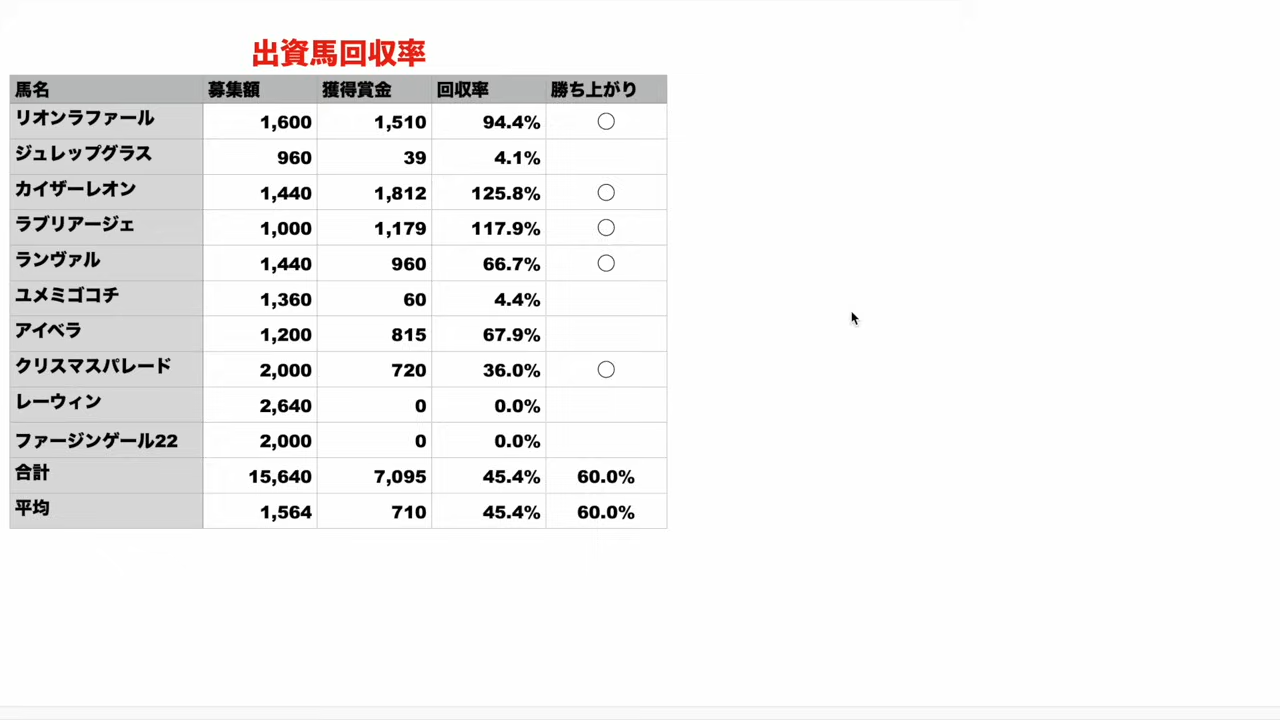 出資馬回収率
馬名 募集額 獲得賞金 回収率 勝ち上がり
リオンラファール 1,600 1,510 94.4% ○
ジュレップグラス 960 39 4.1%
カイザーレオン 1,440 1,812 125.8% ○
ラブリアージェ 1,000 1,179 117.9% ○
ランヴァル 1,440 960 66.7% ○
ユメミゴコチ 1,360 60 4.4%
アイベラ 1,200 815 67.9%
クリスマスパレード 2,000 720 36.0% ○
レーウィン 2,640 0 0.0%
ファージンゲール22 2,000 0 0.0%
合計 15,640 7,095 45.4% 60.0%
平均 1,564 710 45.4% 60.0%